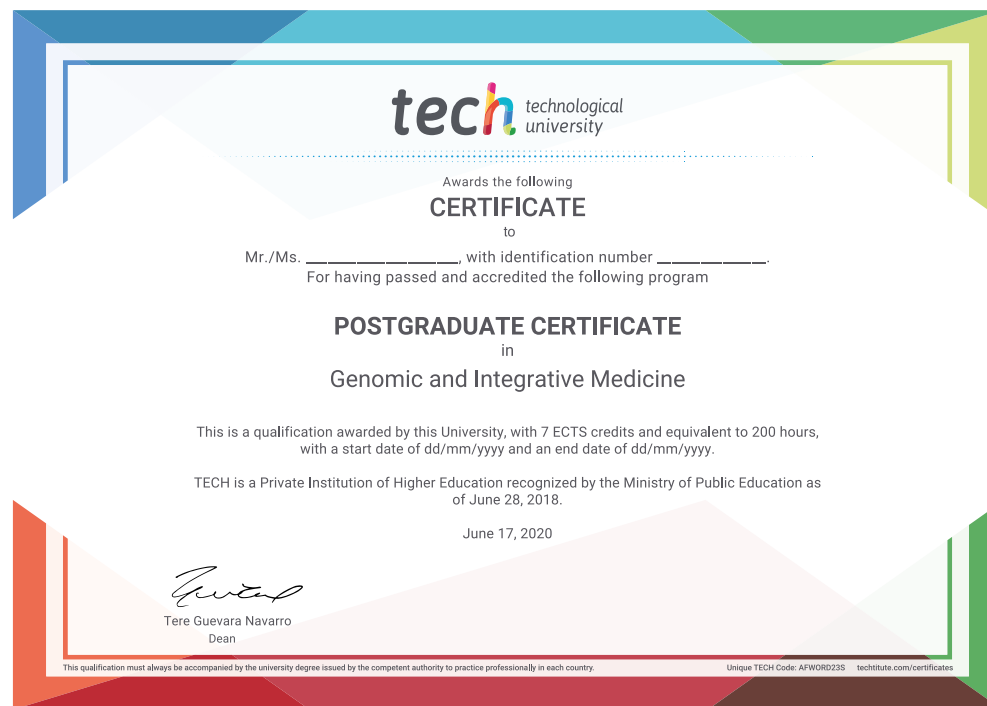 tech technological
university
Awards the following
CERTIFICATE
to
Mr./Ms. ____________________, with identification number ______________.
For having passed and accredited the following program
POSTGRADUATE CERTIFICATE
in
Genomic and Integrative Medicine
This is a qualification awarded by this University, with 7 ECTS credits and equivalent to 200 hours,
with a start date of dd/mm/yyyy and an end date of dd/mm/yyyy.
TECH is a Private Institution of Higher Education recognized by the Ministry of Public Education as
of June 28, 2018.
June 17, 2020
Tere Guevara Navarro
Dean
This qualification must always be accompanied by the university degree issued by the competent authority to practice professionally in each country.
Unique TECH Code: AFWORD23S techtitute.com/certificates